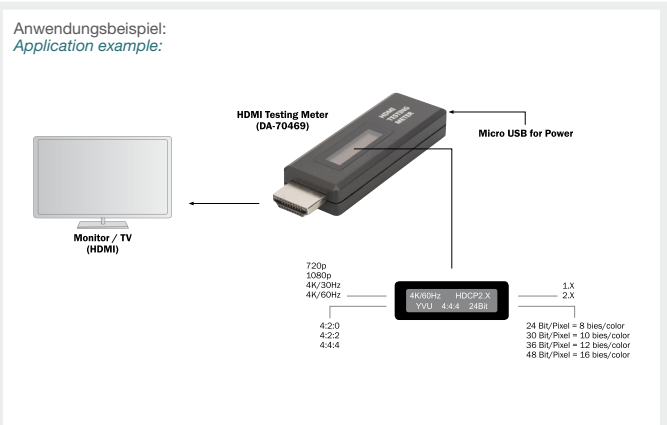 Anwendungsbeispiel:
Application example:
HDMI Testing Meter
(DA-70469)
HDMI
TESTING
METER
Micro USB for Power
Monitor / TV
(HDMI)
720p
1080p
4K/30Hz
4K/60Hz
4K/60Hz HDCP2.X
YVU 4:4:4 24Bit
1.X
2.X
4:2:0
4:2:2
4:4:4
24 Bit/Pixel = 8 bies/color
30 Bit/Pixel = 10 bies/color
36 Bit/Pixel = 12 bies/color
48 Bit/Pixel = 16 bies/color